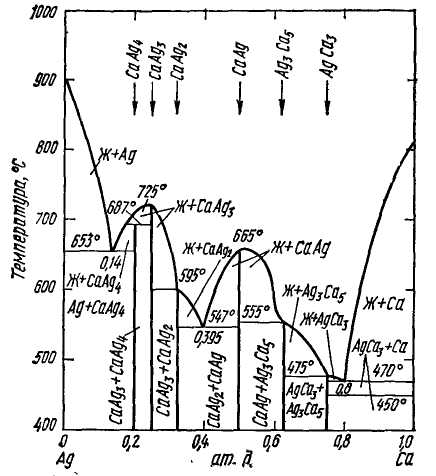 CaAg₄
CaAg₃
CaAg₂
CaAg
Ag₃Ca₅
AgCa₃
Температура, °C
1000
900
800
700
600
500
400
Ж+Ag
725°
687°
Ж+CaAg₃
653°
0,14
Ж+CaAg₄
Ag+CaAg₄
595°
Ж+CaAg₂
665°
Ж+CaAg
547°
0,395
555°
Ж+Ag₃Ca₅
Ж+AgCa₃
Ж+Ca
475°
0,8
AgCa₃+Ca
470°
450°
AgCa₃+
Ag₃Ca₅
CaAg₃+CaAg₄
CaAg₃+CaAg₂
CaAg₂+CaAg
CaAg+Ag₃Ca₅
0
0,2
0,4
0,6
0,8
1,0
Ag
ат. д.
Ca